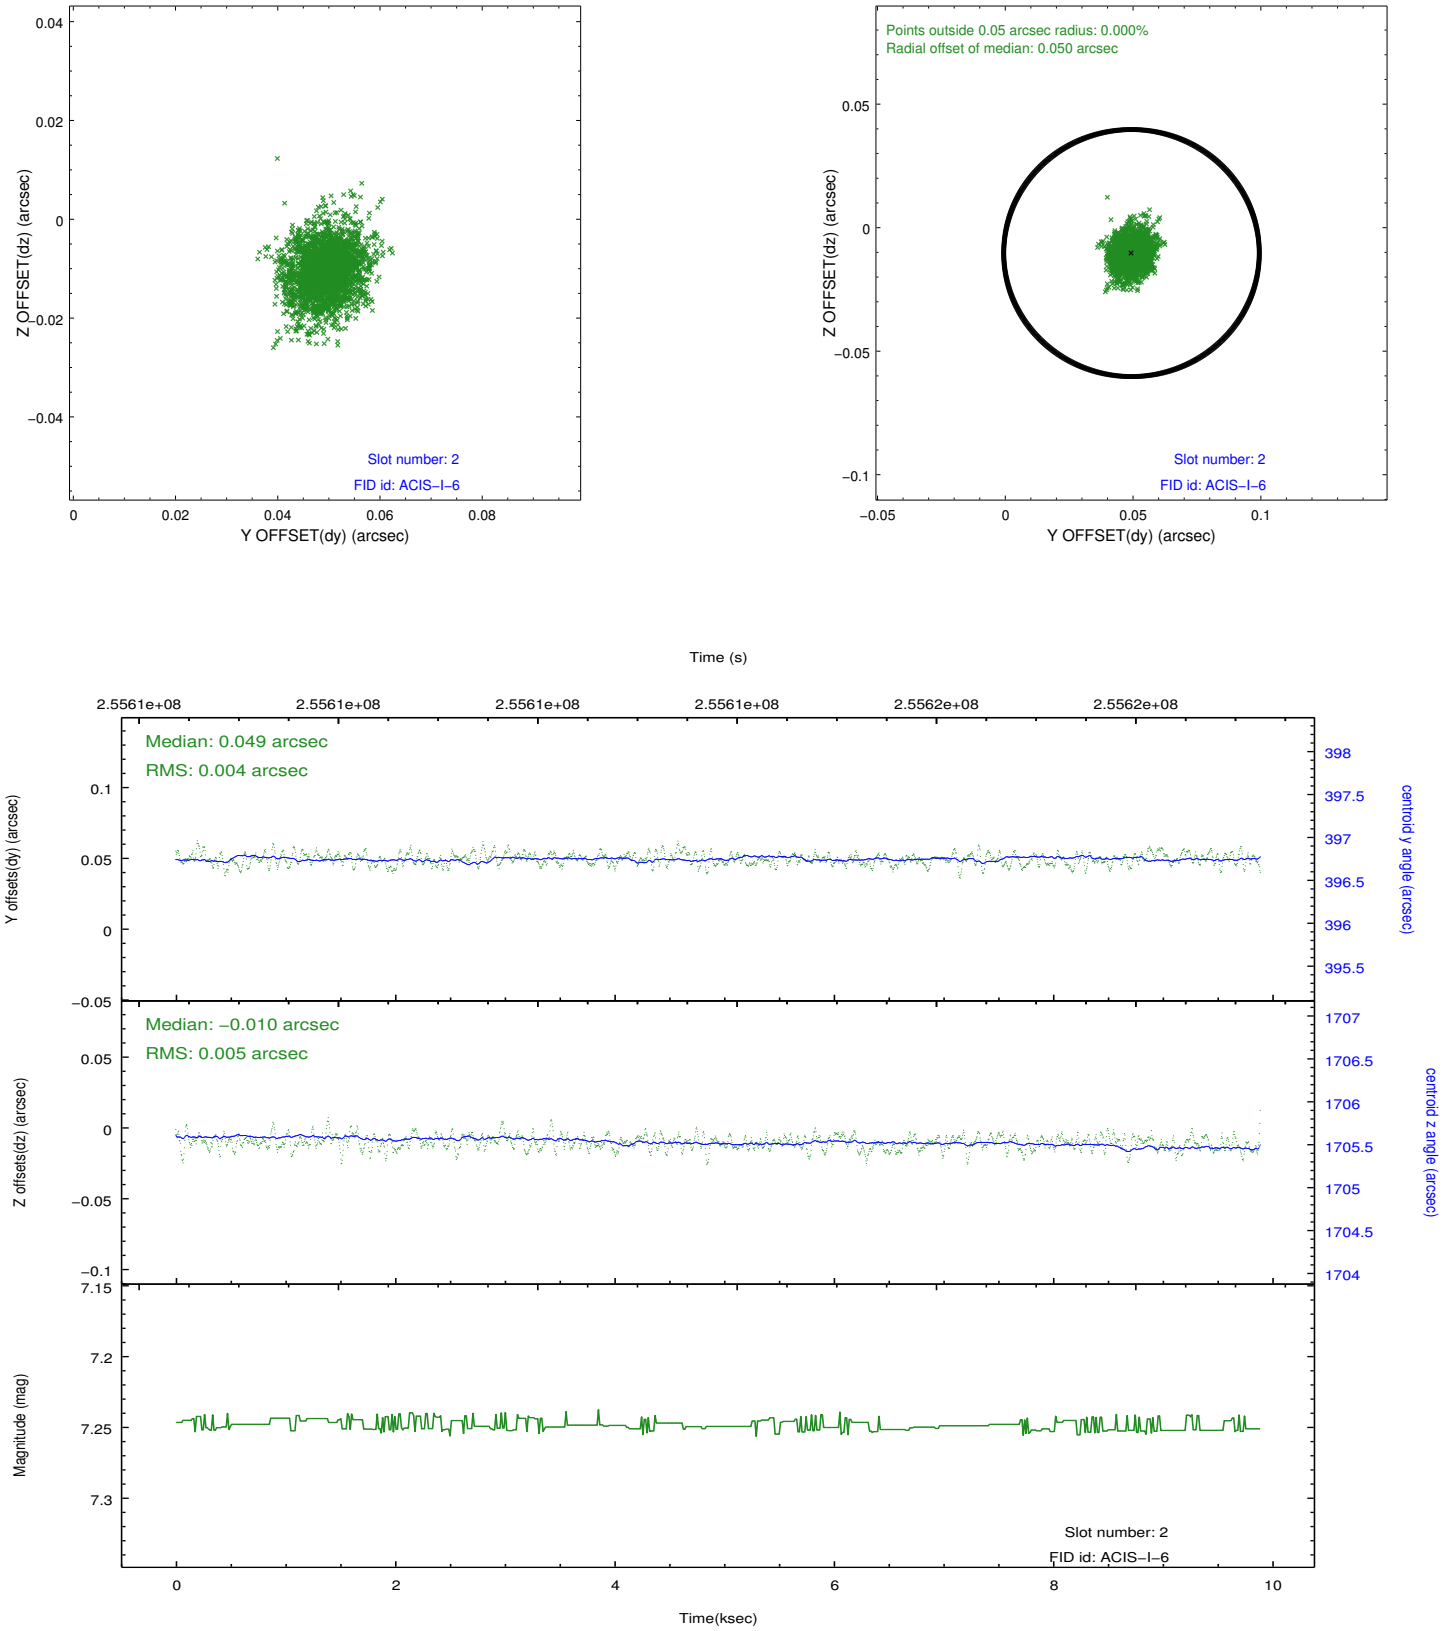 0.04
0.02
0
−0.02
−0.04
Z OFFSET(dz) (arcsec)
Slot number: 2
FID id: ACIS−I−6
0 0.02 0.04 0.06 0.08
Y OFFSET(dy) (arcsec)
Points outside 0.05 arcsec radius: 0.000%
Radial offset of median: 0.050 arcsec
0.05
0
−0.05
−0.1
Z OFFSET(dz) (arcsec)
Slot number: 2
FID id: ACIS−I−6
−0.05 0 0.05 0.1
Y OFFSET(dy) (arcsec)
Time (s)
2.5561e+08 2.5561e+08 2.5561e+08 2.5561e+08 2.5562e+08 2.5562e+08
Median: 0.049 arcsec
RMS: 0.004 arcsec
0.1
0.05
0
−0.05
Y offsets(dy) (arcsec)
398
397.5
397
396.5
396
395.5
centroid y angle (arcsec)
Median: −0.010 arcsec
RMS: 0.005 arcsec
0.05
0
−0.05
−0.1
Z offsets(dz) (arcsec)
1707
1706.5
1706
1705.5
1705
1704.5
1704
centroid z angle (arcsec)
7.15
7.2
7.25
7.3
Magnitude (mag)
Slot number: 2
FID id: ACIS−I−6
0 2 4 6 8 10
Time(ksec)